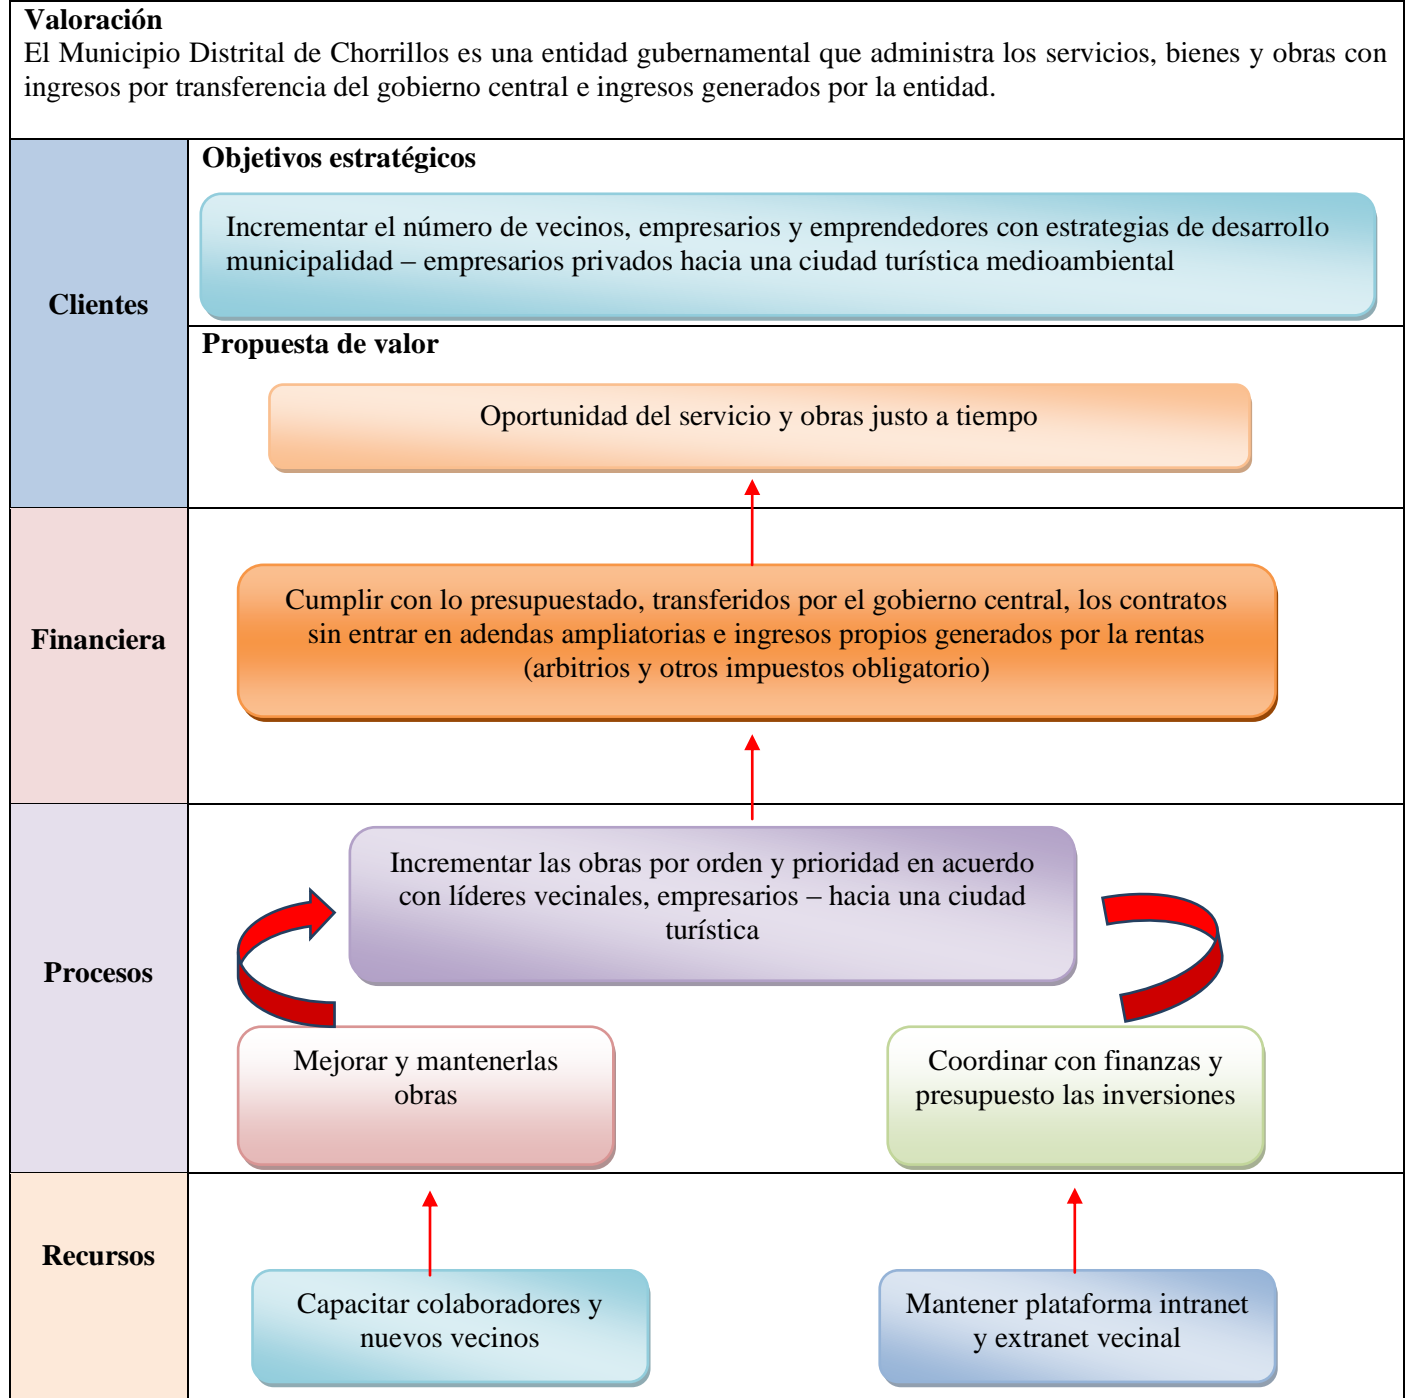 Valoración
El Municipio Distrital de Chorrillos es una entidad gubernamental que administra los servicios, bienes y obras con
ingresos por transferencia del gobierno central e ingresos generados por la entidad.
Clientes
Objetivos estratégicos
Incrementar el número de vecinos, empresarios y emprendedores con estrategias de desarrollo
municipalidad – empresarios privados hacia una ciudad turística medioambiental
Propuesta de valor
Oportunidad del servicio y obras justo a tiempo
Financiera
Cumplir con lo presupuestado, transferidos por el gobierno central, los contratos
sin entrar en adendas ampliatorias e ingresos propios generados por la rentas
(arbitrios y otros impuestos obligatorio)
Procesos
Incrementar las obras por orden y prioridad en acuerdo
con líderes vecinales, empresarios – hacia una ciudad
turística
Mejorar y mantenerlas
obras
Coordinar con finanzas y
presupuesto las inversiones
Recursos
Capacitar colaboradores y
nuevos vecinos
Mantener plataforma intranet
y extranet vecinal